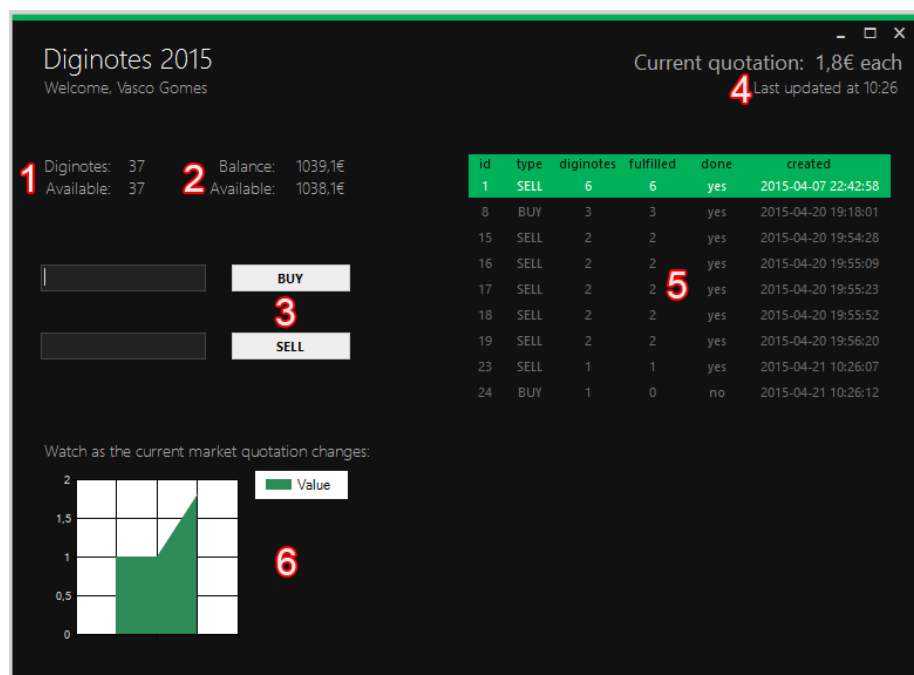 Diginotes 2015
Welcome, Vasco Gomes
Current quotation: 1,8€ each
4 Last updated at 10:26
1 Diginotes: 37
Available: 37
2 Balance: 1039,1€
Available: 1038,1€
id type diginotes fulfilled done created
1 SELL 6 6 yes 2015-04-07 22:42:58
8 BUY 3 3 yes 2015-04-20 19:18:01
15 SELL 2 2 yes 2015-04-20 19:54:28
16 SELL 2 2 yes 2015-04-20 19:55:09
17 SELL 2 2 5 yes 2015-04-20 19:55:23
18 SELL 2 2 yes 2015-04-20 19:55:52
19 SELL 2 2 yes 2015-04-20 19:56:20
23 SELL 1 1 yes 2015-04-21 10:26:07
24 BUY 1 0 no 2015-04-21 10:26:12
BUY
3
SELL
Watch as the current market quotation changes:
Value
2
1,5
1
0,5
0
6